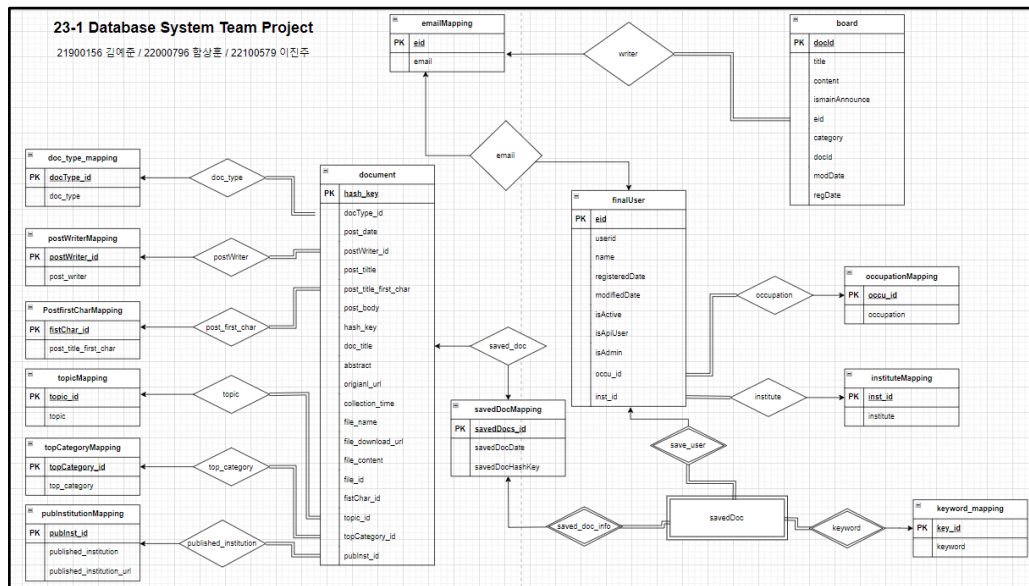 23-1 Database System Team Project
21900156 김예준 / 22000796 함상훈 / 22100579 이진주
emailMapping
PK eid
email
writer
board
PK docId
title
content
ismainAnnounce
eid
category
docId
modDate
regDate
email
doc_type_mapping
PK docType_id
doc_type
doc_type
postWriterMapping
PK postWriter_id
post_writer
postWriter
PostfirstCharMapping
PK fistChar_id
post_title_first_char
post_first_char
topicMapping
PK topic_id
topic
topic
topCategoryMapping
PK topCategory_id
top_category
top_category
pubInstitutionMapping
PK pubInst_id
published_institution
published_institution_url
published_institution
document
PK hash_key
docType_id
post_date
postWriter_id
post_title
post_title_first_char
post_body
hash_key
doc_title
abstract
origianl_url
collection_time
file_name
file_download_url
file_content
file_id
fistChar_id
topic_id
topCategory_id
pubInst_id
saved_doc
savedDocMapping
PK savedDocs_id
savedDocDate
savedDocHashKey
finalUser
PK eid
userid
name
registeredDate
modifiedDate
isActive
isApiUser
isAdmin
occu_id
inst_id
occupation
occupationMapping
PK occu_id
occupation
institute
instituteMapping
PK inst_id
institute
save_user
saved_doc_info
savedDoc
keyword
keyword_mapping
PK key_id
keyword